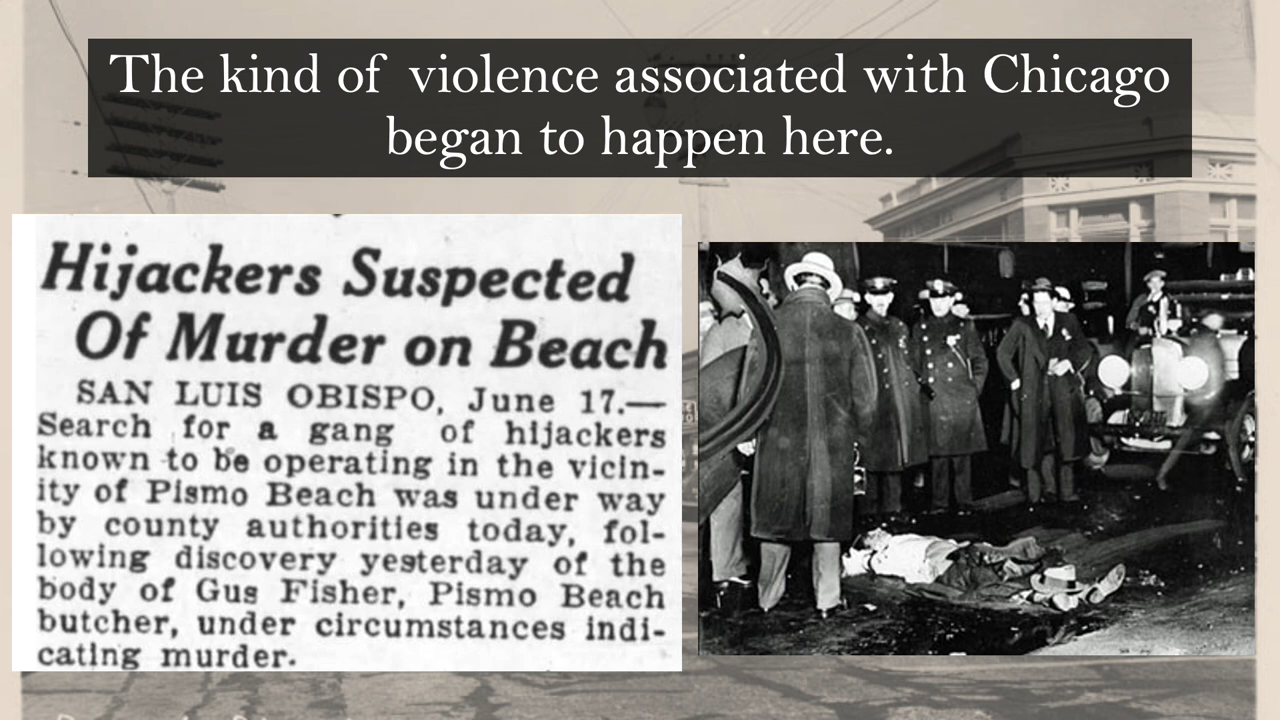 The kind of violence associated with Chicago
began to happen here.
Hijackers Suspected
Of Murder on Beach
SAN LUIS OBISPO, June 17.—
Search for a gang of hijackers
known to be operating in the vicin-
ity of Pismo Beach was under way
by county authorities today, fol-
lowing discovery yesterday of the
body of Gus Fisher, Pismo Beach
butcher, under circumstances indi-
cating murder.